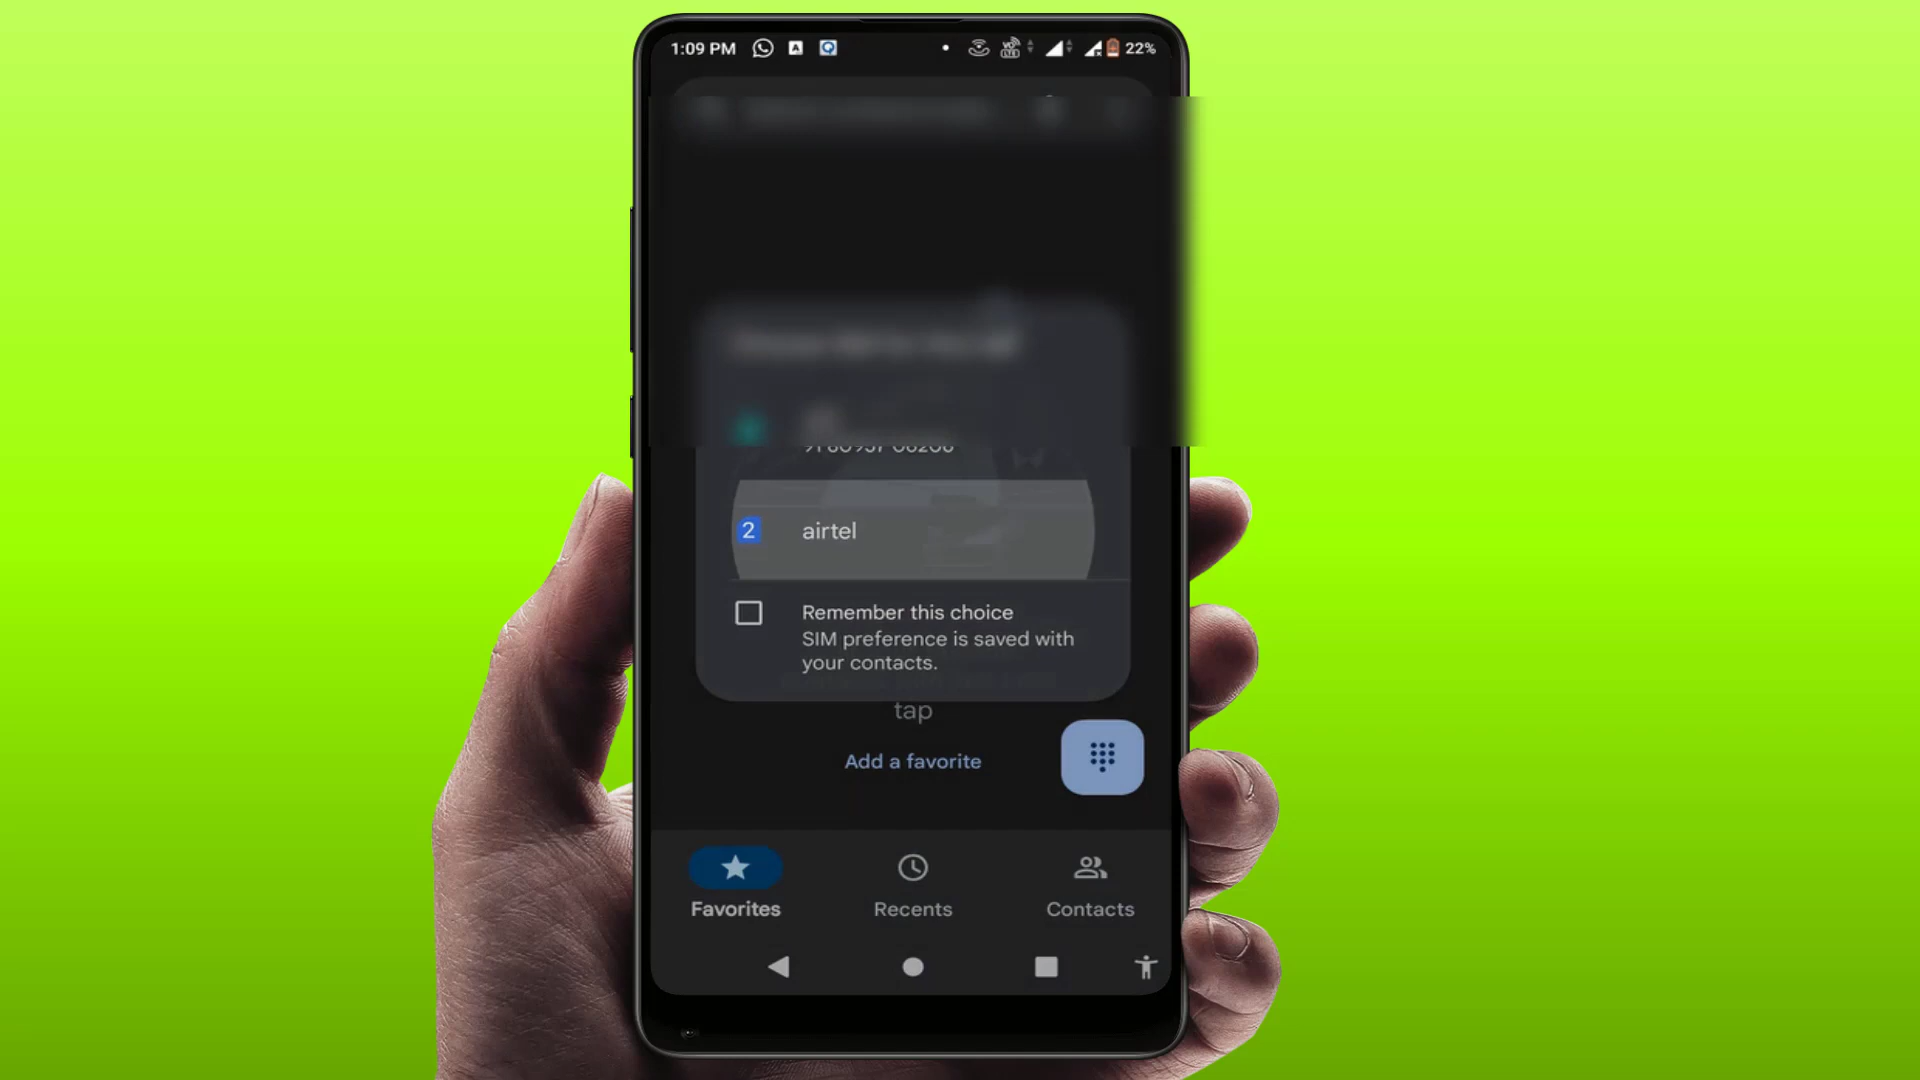 1:09 PM
22%
2
airtel
Remember this choice
SIM preference is saved with
your contacts.
tap
Add a favorite
Favorites
Recents
Contacts